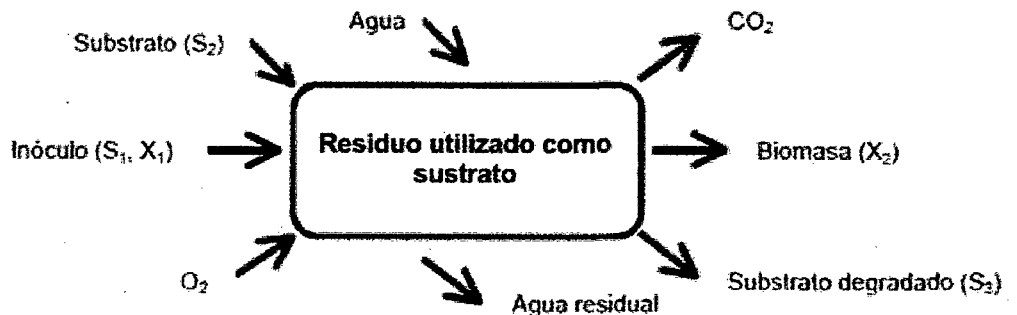 Agua
CO₂
Substrato (S₂)
Inóculo (S₁, X₁)
Residuo utilizado como
sustrato
Biomasa (X₂)
O₂
Agua residual
Substrato degradado (S₃)